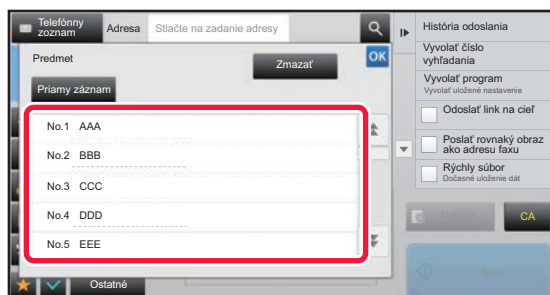 Telefónny
zoznam
Adresa
Stlačte na zadanie adresy
Predmet
Zmazať
OK
Priamy záznam
No.1 AAA
No.2 BBB
No.3 CCC
No.4 DDD
No.5 EEE
Ostatné
História odoslania
Vyvolať číslo
vyhľadania
Vyvolať program
Vyvolať uložené nastavenie
Odoslať link na cieľ
Poslať rovnaký obraz
ako adresu faxu
Rýchly súbor
Dočasné uloženie dát
CA